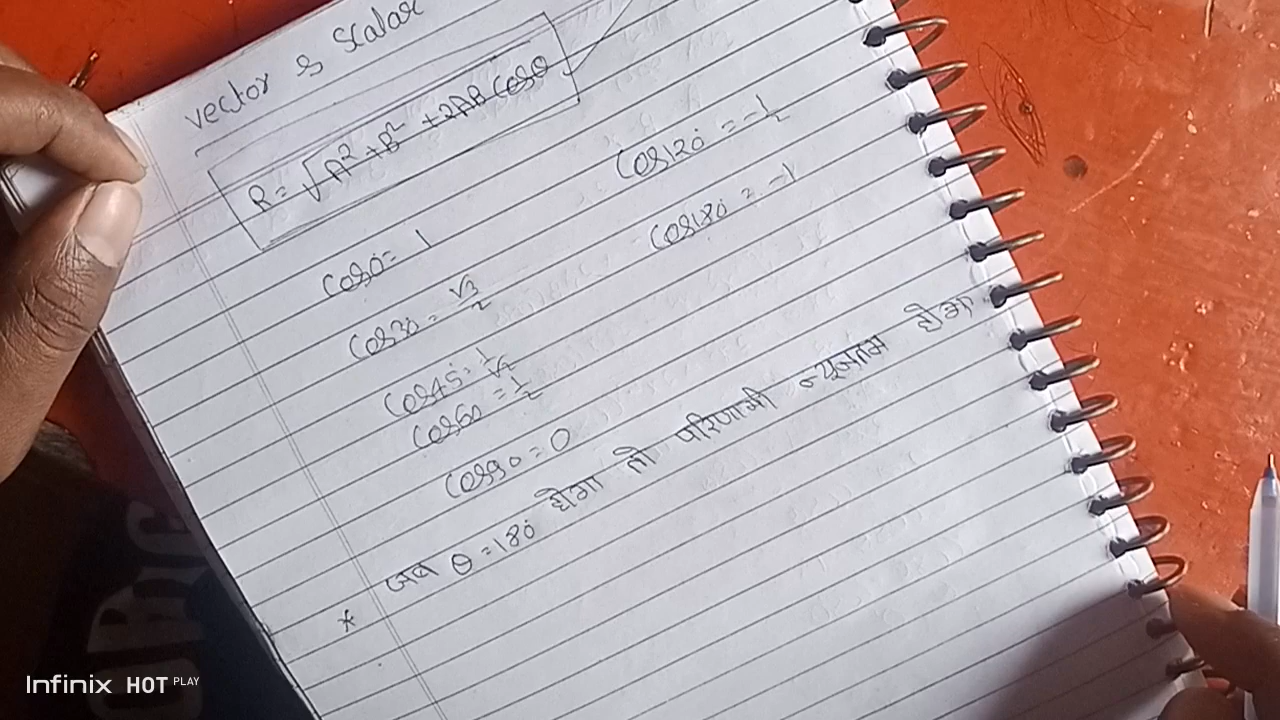 vector & Scalar
R = √A² + B² + 2AB Cosθ
Cos0 = 1
Cos30 = √3/2
Cos45 = 1/√2
Cos60 = 1/2
Cos90 = 0
Cos120° = -1/2
Cos180° = -1
* जब θ = 180° होगा तो परिणामी न्यूनतम होगा
Infinix HOT PLAY